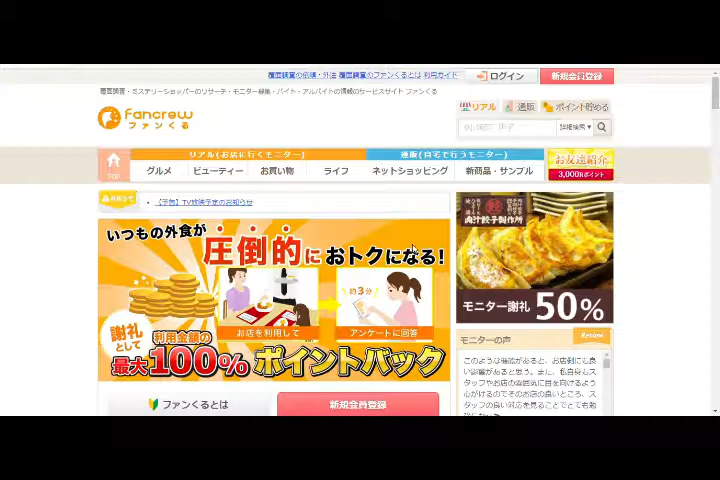 覆面調査の依頼・外注 覆面調査のファンくるとは 利用ガイド
ログイン
新規会員登録
覆面調査・ミステリーショッパーのリサーチ・モニター募集・バイト・アルバイトの情報のサービスサイト ファンくる
Fancrew
ファンくる
リアル 通販 ポイント貯める
詳細検索▼
TOP
リアル(お店に行くモニター) 通販(自宅で行うモニター)
グルメ ビューティー お買い物 ライフ ネットショッピング 新商品・サンプル
お友達紹介
3,000Rポイント
お知らせ
・【予告】TV放映予定のお知らせ
いつもの外食が
圧倒的に おトクになる!
約3分
お店を利用して
アンケートに回答
謝礼として
利用金額の
最大100% ポイントバック
肉汁餃子製作所
モニター謝礼 50%
モニターの声
Review
このような機能があると、お店側にも良
い影響があると思う。また、私自身もス
タッフやお店の雰囲気に目を向けるよう
心がけるのでそのお店の良いところ、ス
タッフの良い対応を見ることでとても勉
ファンくるとは
新規会員登録